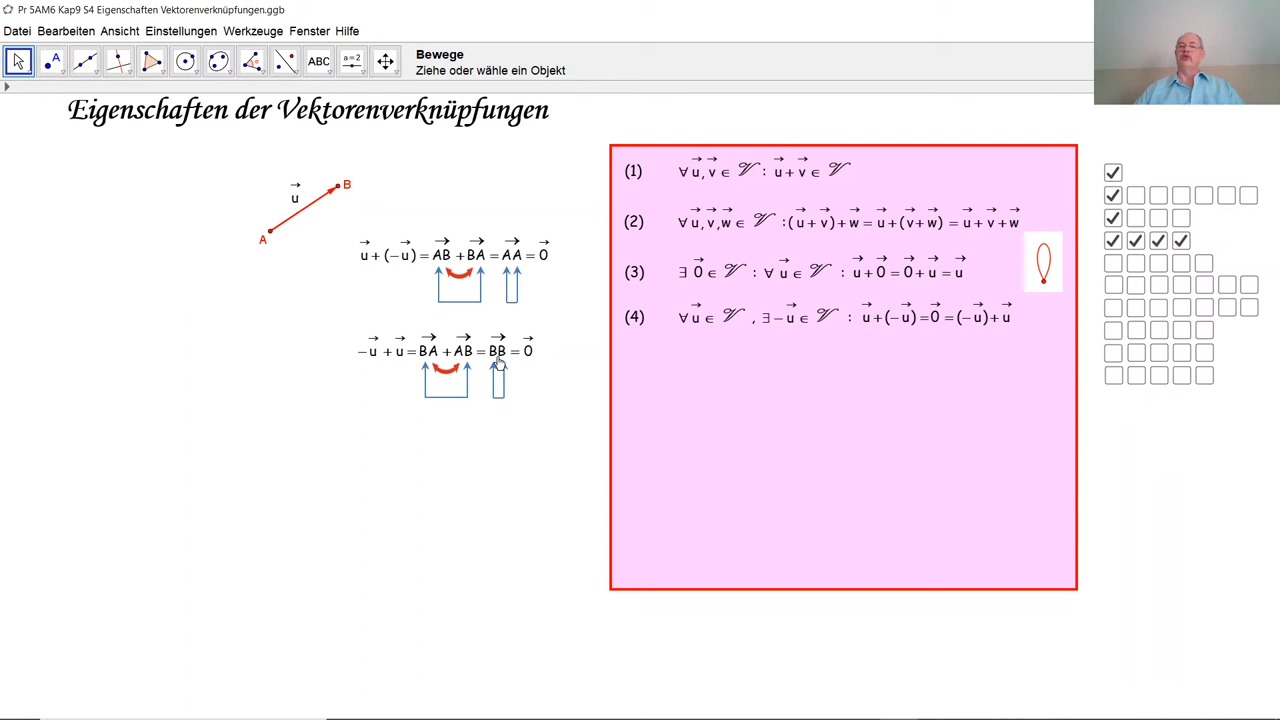 Pr 5AM6 Kap9 S4 Eigenschaften Vektorenverknüpfungen.ggb
Datei Bearbeiten Ansicht Einstellungen Werkzeuge Fenster Hilfe
A ABC a=2
Bewege
Ziehe oder wähle ein Objekt
Eigenschaften der Vektorenverknüpfungen
u⃗
B
A
u⃗ + (−u⃗) = AB⃗ + BA⃗ = AA⃗ = 0⃗
−u⃗ + u⃗ = BA⃗ + AB⃗ = BB⃗ = 0⃗
(1) ∀ u⃗, v⃗ ∈ 𝒱 : u⃗ + v⃗ ∈ 𝒱
(2) ∀ u⃗, v⃗, w⃗ ∈ 𝒱 : (u⃗ + v⃗) + w⃗ = u⃗ + (v⃗ + w⃗) = u⃗ + v⃗ + w⃗
(3) ∃ 0⃗ ∈ 𝒱 : ∀ u⃗ ∈ 𝒱 : u⃗ + 0⃗ = 0⃗ + u⃗ = u⃗
(4) ∀ u⃗ ∈ 𝒱 , ∃ −u⃗ ∈ 𝒱 : u⃗ + (−u⃗) = 0⃗ = (−u⃗) + u⃗